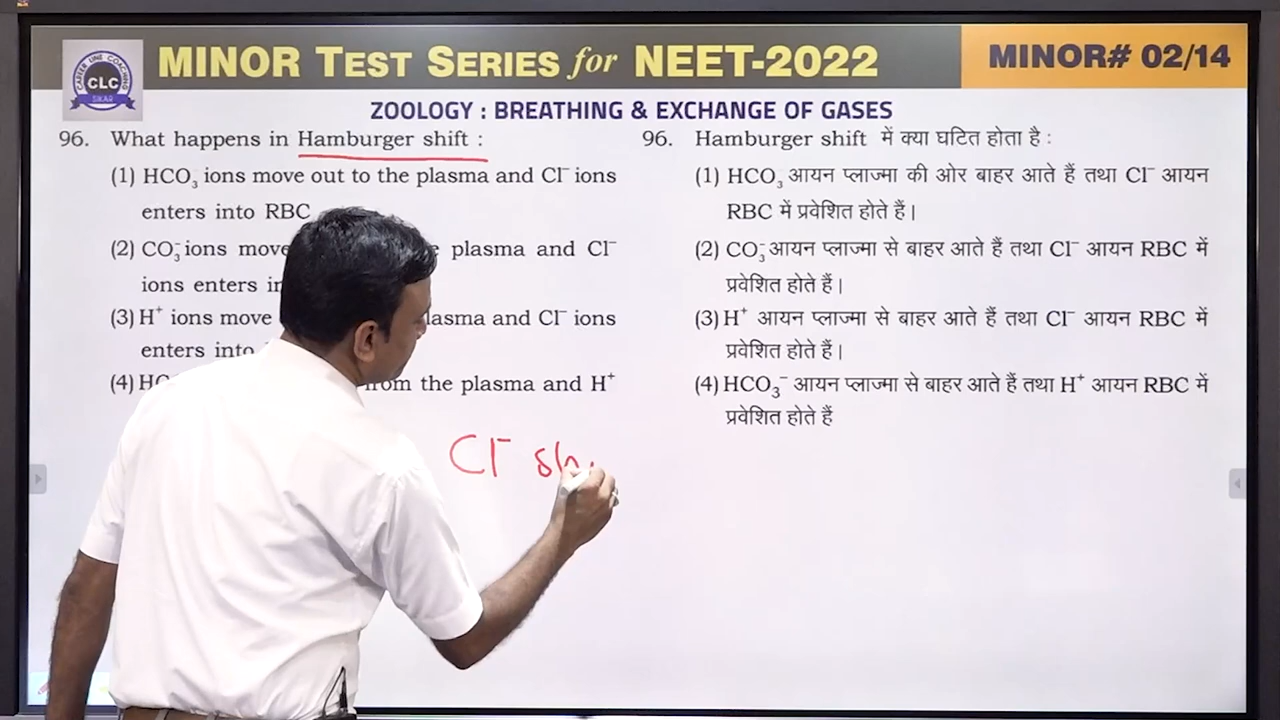 CAREER LINE COACHING
CLC
SIKAR
MINOR TEST SERIES for NEET-2022
MINOR# 02/14
ZOOLOGY : BREATHING & EXCHANGE OF GASES
96. What happens in Hamburger shift :
(1) HCO₃ ions move out to the plasma and Cl⁻ ions
enters into RBC
(2) CO₃⁻ ions move plasma and Cl⁻
ions enters
(3) H⁺ ions move and Cl⁻ ions
enters
(4) from the plasma and H⁺
Cl⁻
96. Hamburger shift में क्या घटित होता है :
(1) HCO₃ आयन प्लाज्मा की ओर बाहर आते हैं तथा Cl⁻ आयन
RBC में प्रवेशित होते हैं।
(2) CO₃⁻ आयन प्लाज्मा से बाहर आते हैं तथा Cl⁻ आयन RBC में
प्रवेशित होते हैं।
(3) H⁺ आयन प्लाज्मा से बाहर आते हैं तथा Cl⁻ आयन RBC में
प्रवेशित होते हैं।
(4) HCO₃⁻ आयन प्लाज्मा से बाहर आते हैं तथा H⁺ आयन RBC में
प्रवेशित होते हैं